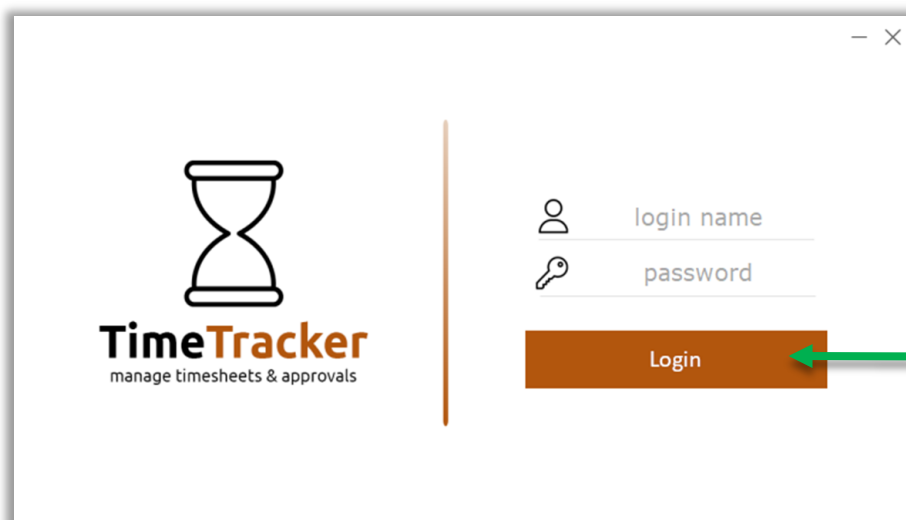 login name
password
TimeTracker
manage timesheets & approvals
Login